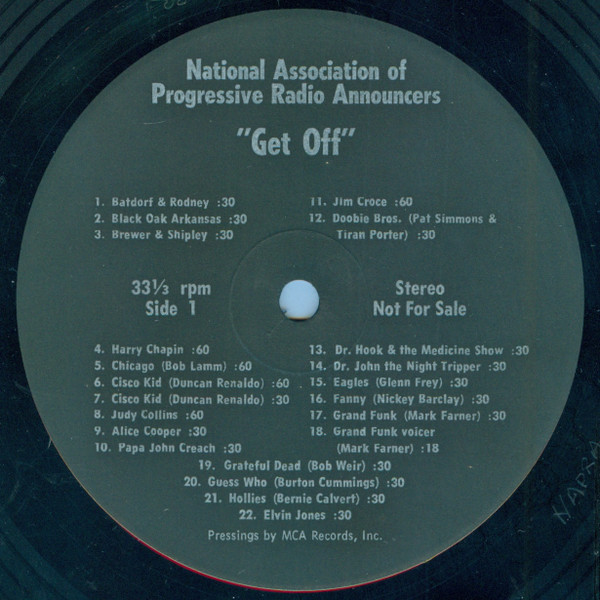 National Association of
Progressive Radio Announcers
"Get Off"
1. Batdorf & Rodney :30
2. Black Oak Arkansas :30
3. Brewer & Shipley :30
11. Jim Croce :60
12. Doobie Bros. (Pat Simmons &
Tiran Porter) :30
33⅓ rpm
Side 1
Stereo
Not For Sale
4. Harry Chapin :60
5. Chicago (Bob Lamm) :60
6. Cisco Kid (Duncan Renaldo) :60
7. Cisco Kid (Duncan Renaldo) :30
8. Judy Collins :60
9. Alice Cooper :30
10. Papa John Creach :30
13. Dr. Hook & the Medicine Show :30
14. Dr. John the Night Tripper :30
15. Eagles (Glenn Frey) :30
16. Fanny (Nickey Barclay) :30
17. Grand Funk (Mark Farner) :30
18. Grand Funk voicer
(Mark Farner) :18
19. Grateful Dead (Bob Weir) :30
20. Guess Who (Burton Cummings) :30
21. Hollies (Bernie Calvert) :30
22. Elvin Jones :30
Pressings by MCA Records, Inc.